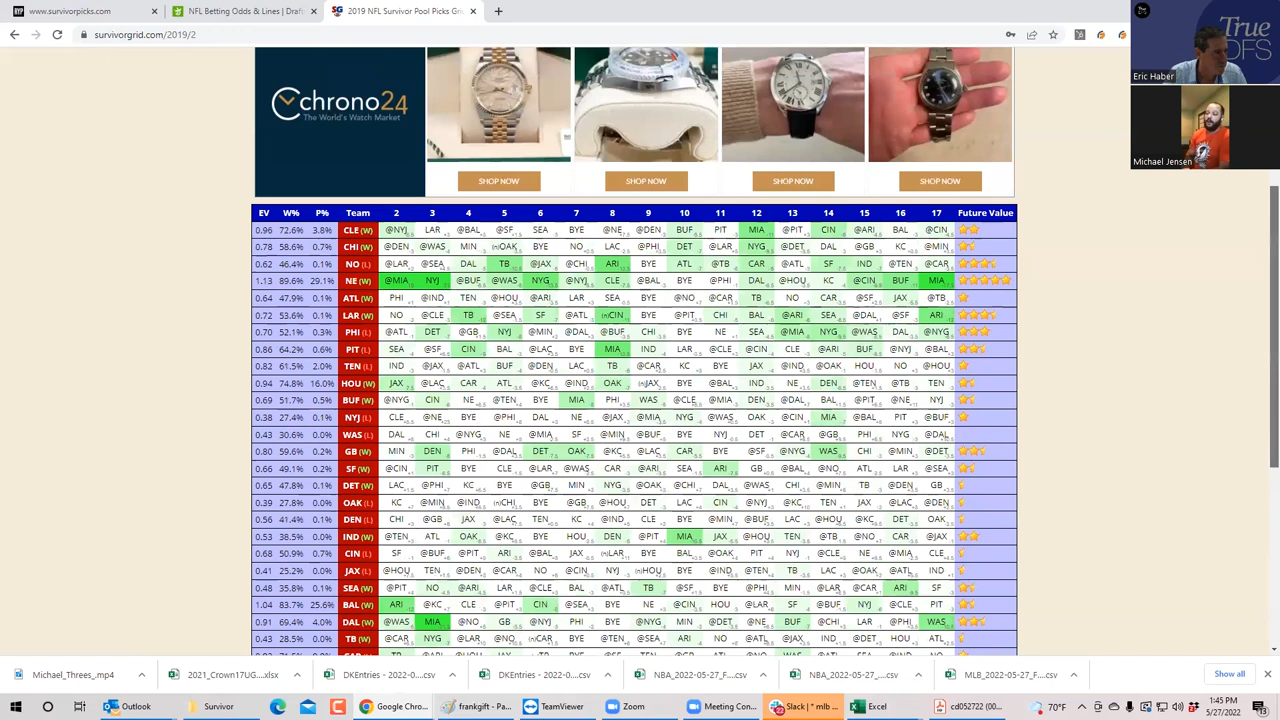 www.survivorpicks.com
NFL Betting Odds & Lines | Draf
2019 NFL Survivor Pool Picks Gri
survivorgrid.com/2019/2
True
DFS
Eric Haber
Michael Jensen
Chrono24
The World's Watch Market
SHOP NOW SHOP NOW SHOP NOW SHOP NOW
EV W% P% Team 2 3 4 5 6 7 8 9 10 11 12 13 14 15 16 17 Future Value
0.96 72.6% 3.8% CLE (W) @NYJ LAR @BAL @SF SEA BYE @NE @DEN BUF PIT MIA @PIT CIN @ARI BAL @CIN
0.78 58.6% 0.7% CHI (W) @DEN @WAS MIN (n)OAK BYE NO LAC @PHI DET @LAR NYG @DET DAL @GB KC @MIN
0.62 46.4% 0.1% NO (L) @LAR @SEA DAL TB @JAX @CHI ARI BYE ATL @TB CAR @ATL SF IND @TEN @CAR
1.13 89.6% 29.1% NE (W) @MIA NYJ @BUF @WAS NYG @NYJ CLE @BAL BYE @PHI DAL @HOU KC @CIN BUF MIA
0.64 47.9% 0.1% ATL (W) PHI @IND TEN @HOU @ARI LAR SEA BYE @NO @CAR TB NO CAR @SF JAX @TB
0.72 53.6% 0.1% LAR (W) NO @CLE TB @SEA SF @ATL (n)CIN BYE @PIT CHI BAL @ARI SEA @DAL @SF ARI
0.70 52.1% 0.3% PHI (L) @ATL DET @GB NYJ @MIN @DAL @BUF CHI BYE NE SEA @MIA NYG @WAS DAL @NYG
0.86 64.2% 0.6% PIT (L) SEA @SF CIN BAL @LAC BYE MIA IND LAR @CLE @CIN CLE @ARI BUF @NYJ @BAL
0.82 61.5% 2.0% TEN (L) IND @JAX @ATL BUF @DEN LAC TB @CAR KC BYE JAX @IND @OAK HOU NO @HOU
0.94 74.8% 16.0% HOU (W) JAX @LAC CAR ATL @KC @IND OAK @JAX BYE @BAL IND NE DEN @TEN @TB TEN
0.69 51.7% 0.5% BUF (W) @NYG CIN NE @TEN BYE MIA PHI WAS @CLE @MIA DEN @DAL BAL @PIT @NE NYJ
0.38 27.4% 0.1% NYJ (L) CLE @NE BYE @PHI DAL NE @JAX @MIA NYG @WAS OAK @CIN MIA @BAL PIT @BUF
0.43 30.6% 0.0% WAS (L) DAL CHI @NYG NE @MIA SF @MIN @BUF BYE NYJ DET @CAR @GB PHI NYG @DAL
0.80 59.6% 0.2% GB (W) MIN DEN PHI @DAL DET OAK @KC @LAC CAR BYE @SF @NYG WAS CHI @MIN @DET
0.66 49.1% 0.2% SF (W) @CIN PIT BYE CLE @LAR @WAS CAR @ARI SEA ARI GB @BAL @NO ATL LAR @SEA
0.65 47.8% 0.1% DET (W) LAC @PHI KC BYE @GB MIN NYG @OAK @CHI DAL @WAS CHI @MIN TB @DEN GB
0.39 27.8% 0.0% OAK (L) KC @MIN @IND (n)CHI BYE @GB @HOU DET LAC CIN @NYJ @KC TEN JAX @LAC @DEN
0.56 41.4% 0.1% DEN (L) CHI @GB JAX @LAC TEN KC @IND CLE BYE @MIN @BUF LAC @HOU @KC DET OAK
0.53 38.5% 0.0% IND (W) @TEN ATL OAK @KC BYE HOU DEN @PIT MIA JAX @HOU TEN @TB @NO CAR @JAX
0.68 50.9% 0.7% CIN (L) SF @BUF @PIT ARI @BAL JAX (n)LAR BYE BAL @OAK PIT NYJ @CLE NE @MIA CLE
0.41 25.2% 0.0% JAX (L) @HOU TEN @DEN @CAR NO @CIN NYJ (n)HOU BYE @IND @TEN TB LAC @OAK @ATL IND
0.48 35.8% 0.1% SEA (W) @PIT NO @ARI LAR @CLE BAL @ATL TB @SF BYE @PHI MIN @LAR @CAR ARI SF
1.04 83.7% 25.6% BAL (W) ARI @KC CLE @PIT CIN @SEA BYE NE @CIN HOU @LAR SF @BUF NYJ @CLE PIT
0.91 69.4% 4.0% DAL (W) @WAS MIA @NO GB @NYJ PHI BYE @NYG MIN @DET @NE BUF @CHI LAR @PHI WAS
0.43 28.5% 0.0% TB (W) @CAR NYG @LAR @NO (n)CAR BYE @TEN @SEA ARI NO @ATL @JAX IND @DET HOU ATL
Michael_Threes_.mp4 2021_Crown17UG....xlsx DKEntries - 2022-0....csv DKEntries - 2022-0....csv NBA_2022-05-27_F....csv NBA_2022-05-27_....csv MLB_2022-05-27_F....csv Show all
Outlook Survivor Google Chro... frankgift - Pa... TeamViewer Zoom Meeting Con... Slack | * mlb ... Excel cd052722 (00... 70°F 1:45 PM
5/27/2022